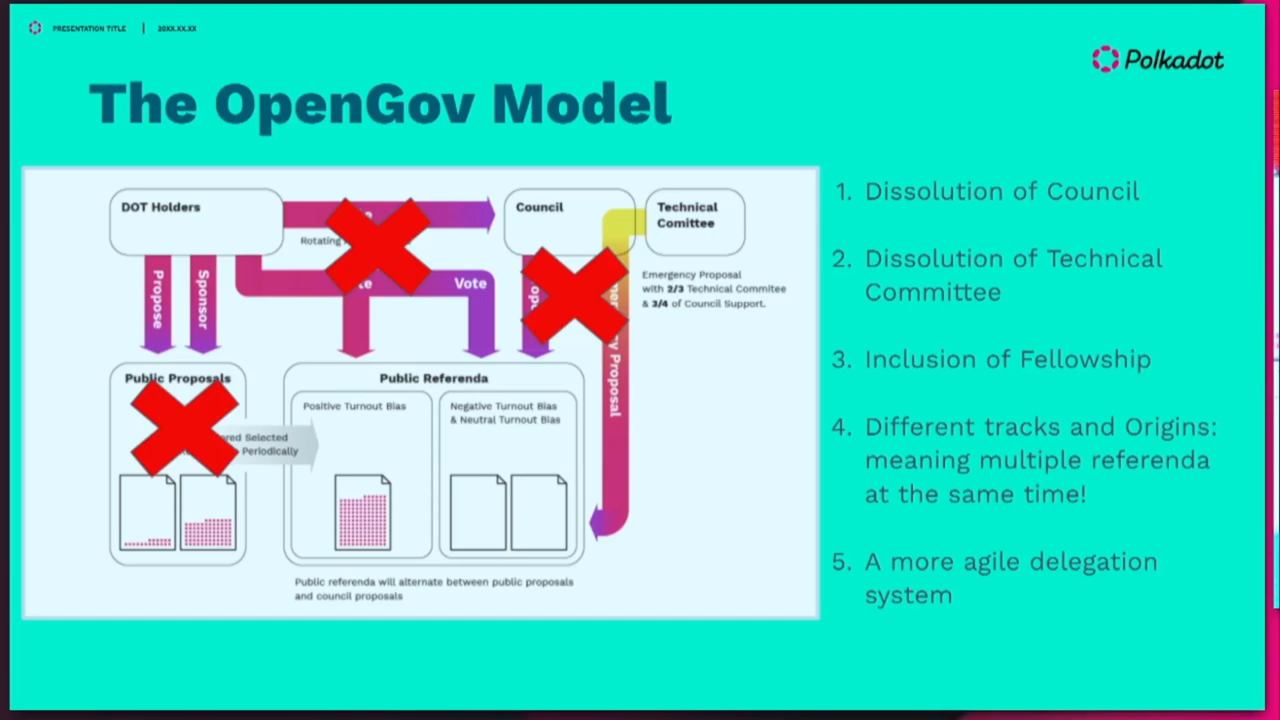 PRESENTATION TITLE | 20XX.XX.XX
Polkadot
The OpenGov Model
DOT Holders
Council
Technical
Comittee
Rotating
Propose
Sponsor
Vote
Emergency Proposal
with 2/3 Technical Commitee
& 3/4 of Council Support.
y Proposal
Public Proposals
Public Referenda
Positive Turnout Bias
Negative Turnout Bias
& Neutral Turnout Bias
Selected
Periodically
Public referenda will alternate between public proposals
and council proposals
1. Dissolution of Council
2. Dissolution of Technical
Committee
3. Inclusion of Fellowship
4. Different tracks and Origins:
meaning multiple referenda
at the same time!
5. A more agile delegation
system